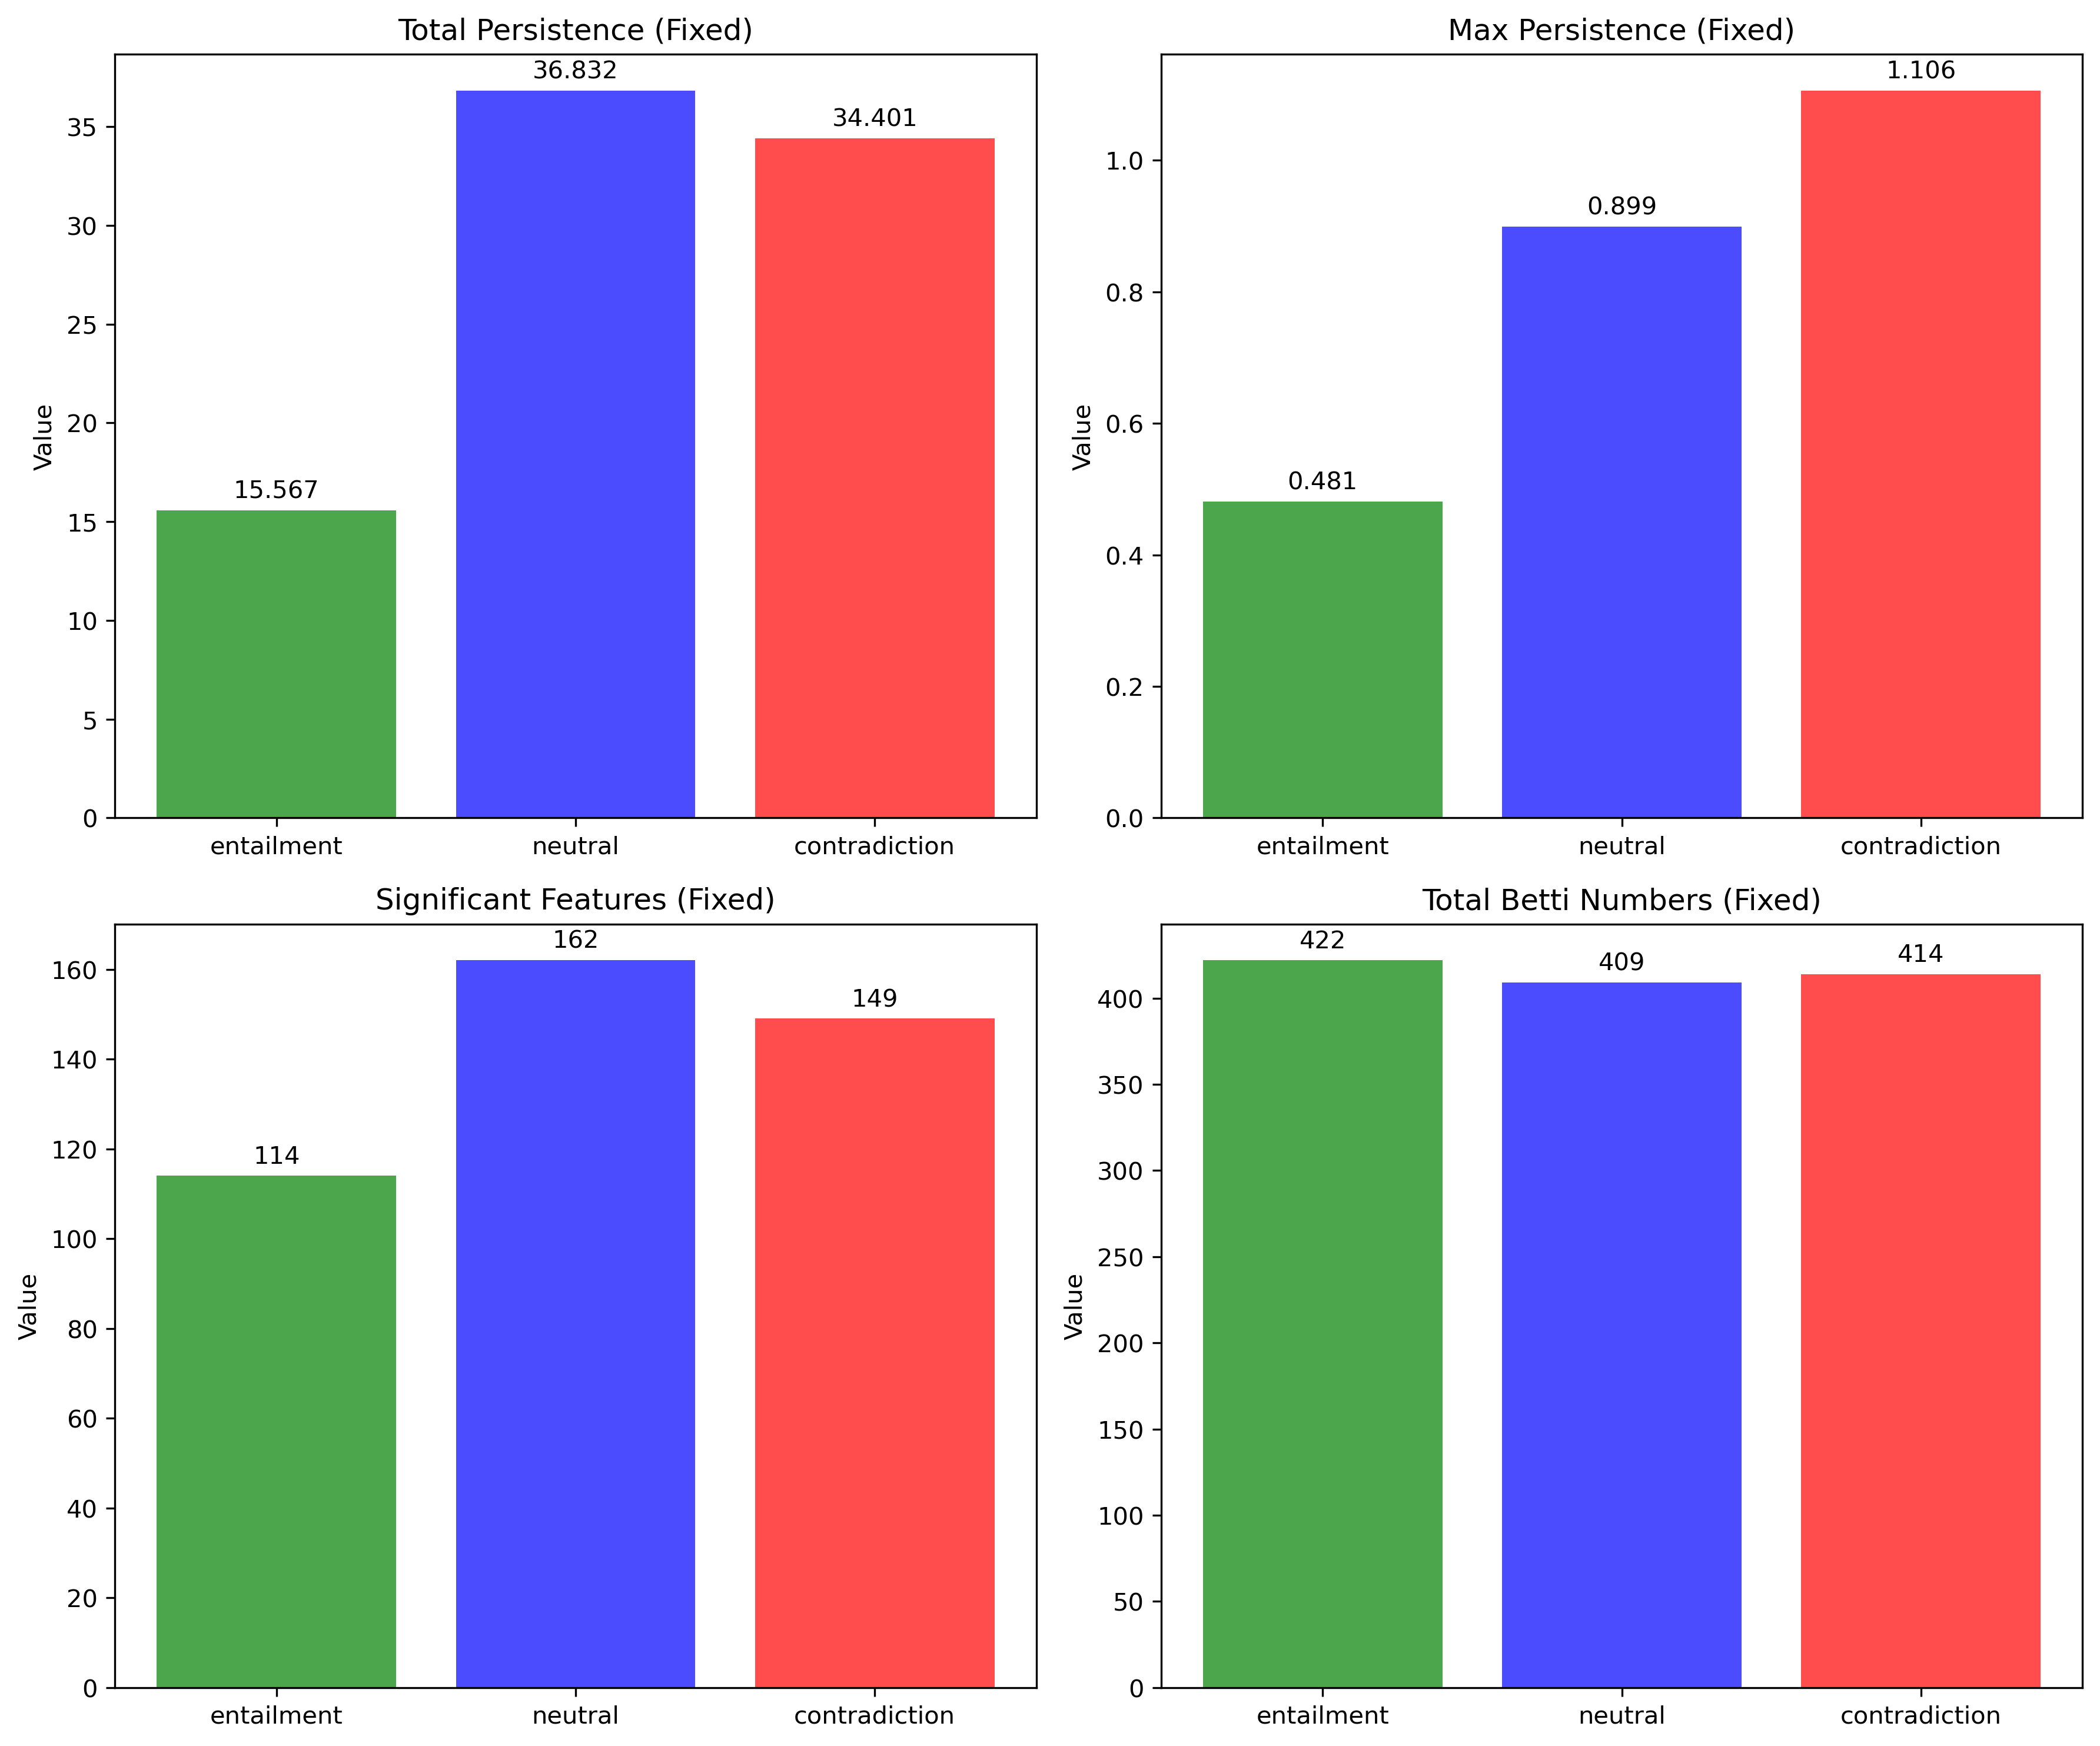 Total Persistence (Fixed)
Value
35
30
25
20
15
10
5
0
15.567
36.832
34.401
entailment
neutral
contradiction
Max Persistence (Fixed)
Value
1.0
0.8
0.6
0.4
0.2
0.0
0.481
0.899
1.106
entailment
neutral
contradiction
Significant Features (Fixed)
Value
160
140
120
100
80
60
40
20
0
114
162
149
entailment
neutral
contradiction
Total Betti Numbers (Fixed)
Value
400
350
300
250
200
150
100
50
0
422
409
414
entailment
neutral
contradiction